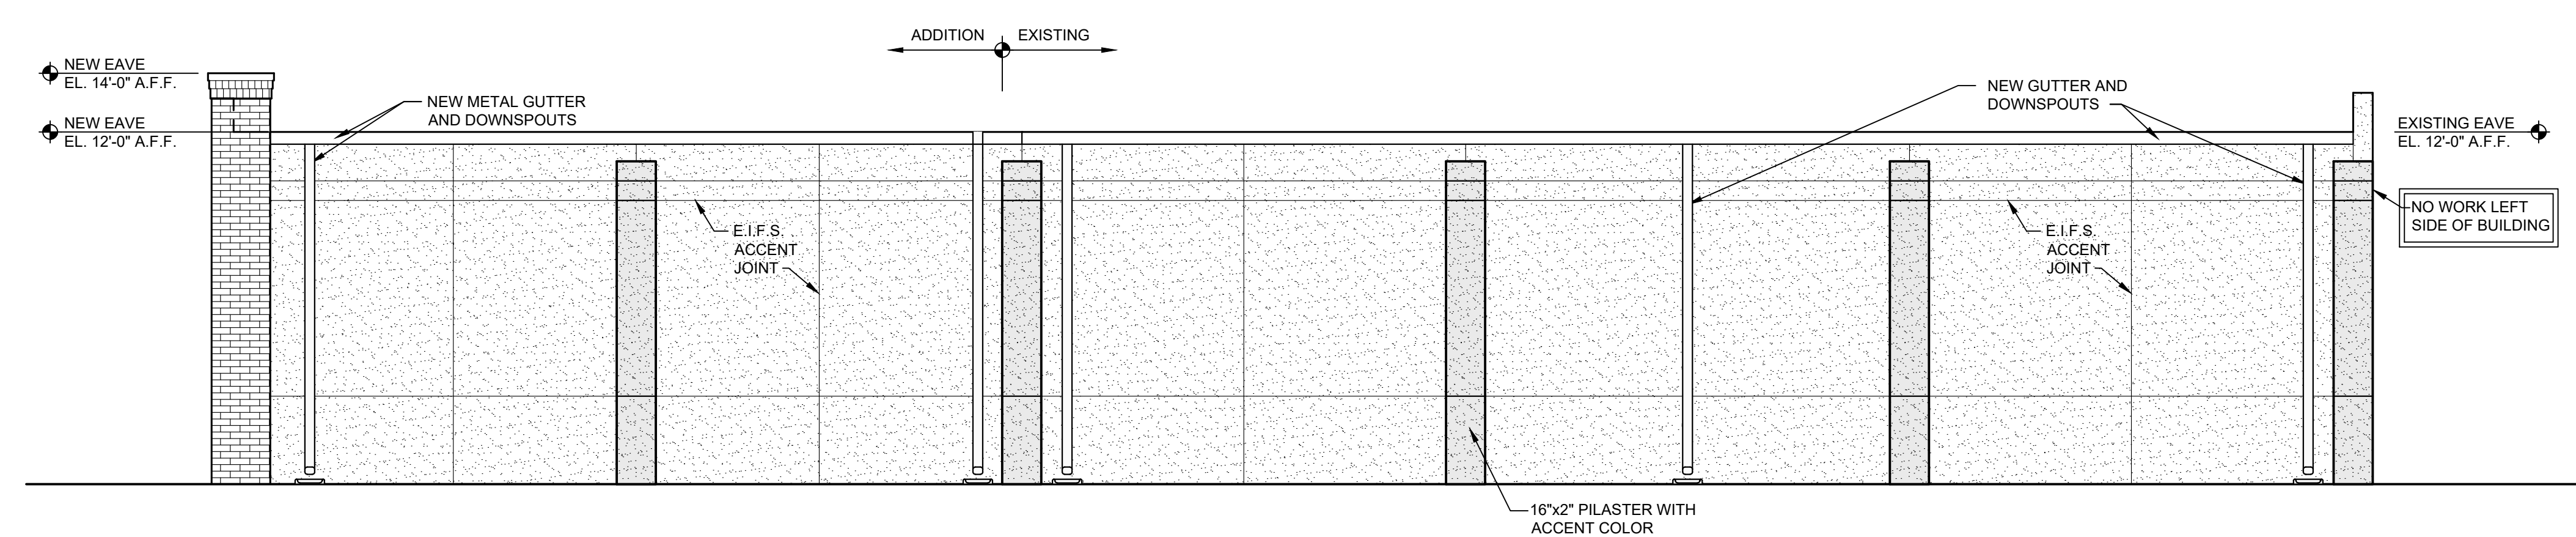 ADDITION
EXISTING
NEW EAVE
EL. 14'-0" A.F.F.
NEW METAL GUTTER
AND DOWNSPOUTS
NEW GUTTER AND
DOWNSPOUTS
NEW EAVE
EL. 12'-0" A.F.F.
EXISTING EAVE
EL. 12'-0" A.F.F.
NO WORK LEFT
SIDE OF BUILDING
E.I.F.S.
ACCENT
JOINT
E.I.F.S.
ACCENT
JOINT
16"x2" PILASTER WITH
ACCENT COLOR